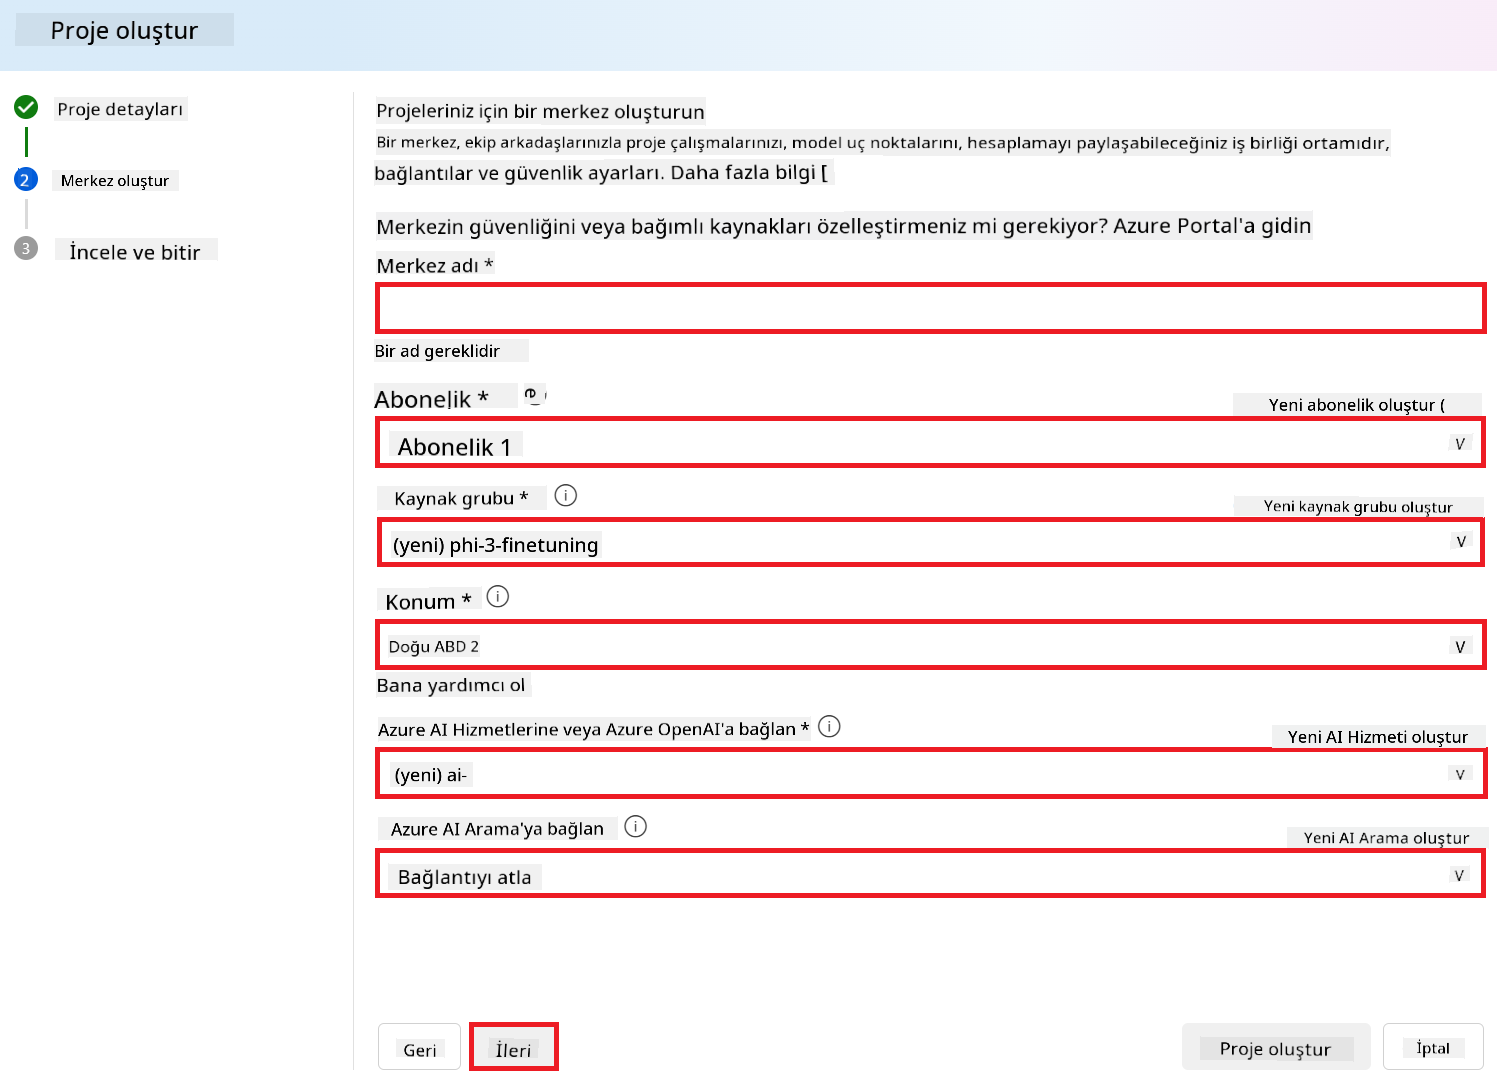 Proje oluştur
Proje detayları
2 Merkez oluştur
3 İncele ve bitir
Projeleriniz için bir merkez oluşturun
Bir merkez, ekip arkadaşlarınızla proje çalışmalarınızı, model uç noktalarını, hesaplamayı paylaşabileceğiniz iş birliği ortamıdır,
bağlantılar ve güvenlik ayarları. Daha fazla bilgi [
Merkezin güvenliğini veya bağımlı kaynakları özelleştirmeniz mi gerekiyor? Azure Portal'a gidin
Merkez adı *
Bir ad gereklidir
Abonelik *
Yeni abonelik oluştur (
Abonelik 1
V
Kaynak grubu *
Yeni kaynak grubu oluştur
(yeni) phi-3-finetuning
V
Konum *
Doğu ABD 2
V
Bana yardımcı ol
Azure AI Hizmetlerine veya Azure OpenAI'a bağlan *
Yeni AI Hizmeti oluştur
(yeni) ai-
V
Azure AI Arama'ya bağlan
Yeni AI Arama oluştur
Bağlantıyı atla
V
Geri
İleri
Proje oluştur
İptal